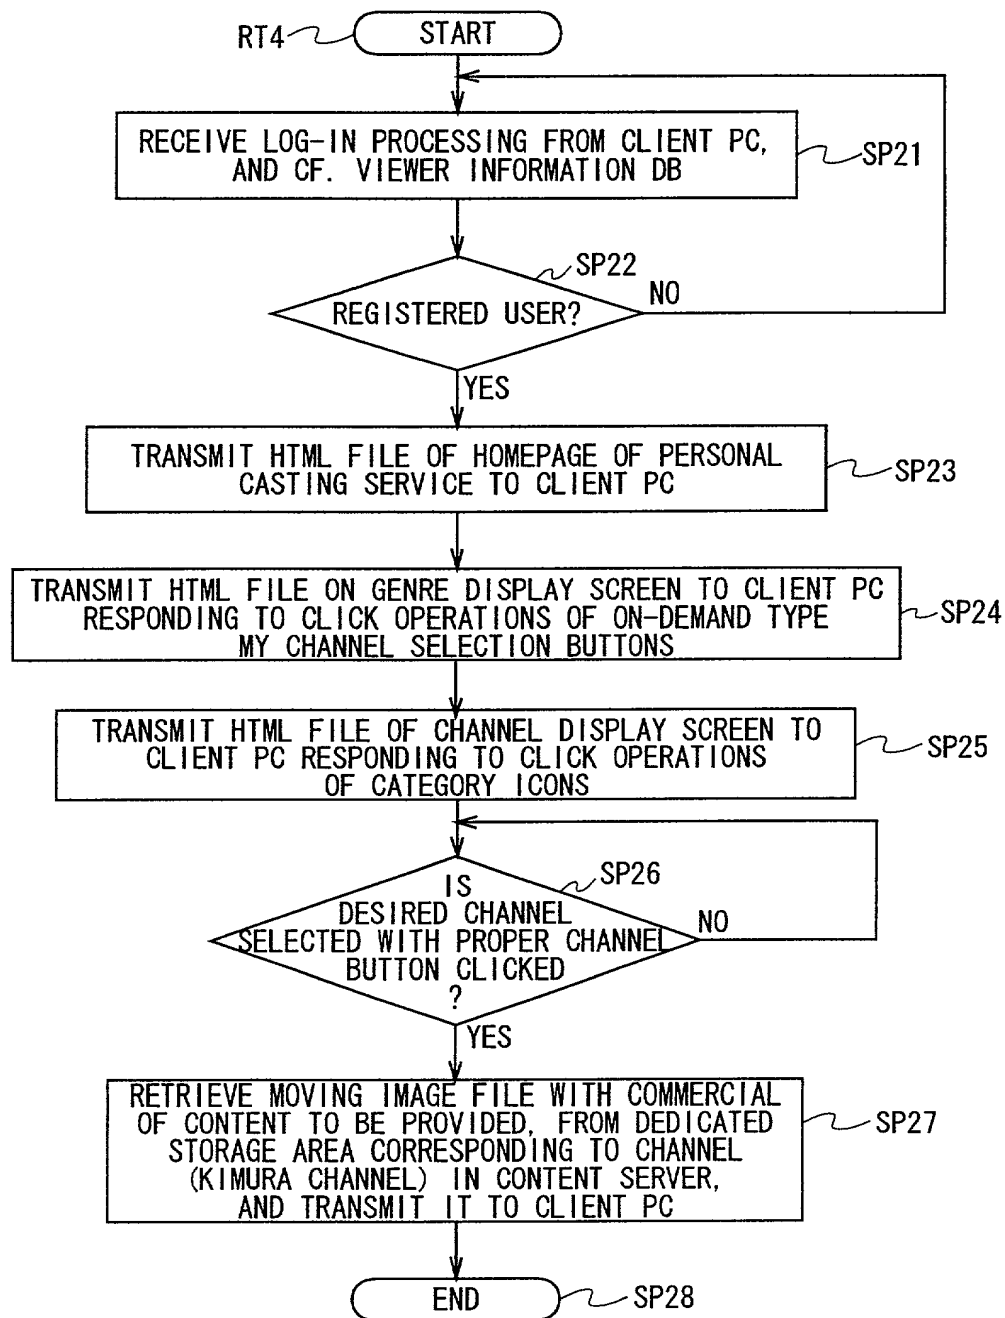 RT4
START
RECEIVE LOG-IN PROCESSING FROM CLIENT PC,
AND CF. VIEWER INFORMATION DB
SP21
SP22
REGISTERED USER?
NO
YES
TRANSMIT HTML FILE OF HOMEPAGE OF PERSONAL
CASTING SERVICE TO CLIENT PC
SP23
TRANSMIT HTML FILE ON GENRE DISPLAY SCREEN TO CLIENT PC
RESPONDING TO CLICK OPERATIONS OF ON-DEMAND TYPE
MY CHANNEL SELECTION BUTTONS
SP24
TRANSMIT HTML FILE OF CHANNEL DISPLAY SCREEN TO
CLIENT PC RESPONDING TO CLICK OPERATIONS
OF CATEGORY ICONS
SP25
SP26
IS
DESIRED CHANNEL
SELECTED WITH PROPER CHANNEL
BUTTON CLICKED
?
NO
YES
RETRIEVE MOVING IMAGE FILE WITH COMMERCIAL
OF CONTENT TO BE PROVIDED, FROM DEDICATED
STORAGE AREA CORRESPONDING TO CHANNEL
(KIMURA CHANNEL) IN CONTENT SERVER,
AND TRANSMIT IT TO CLIENT PC
SP27
END
SP28